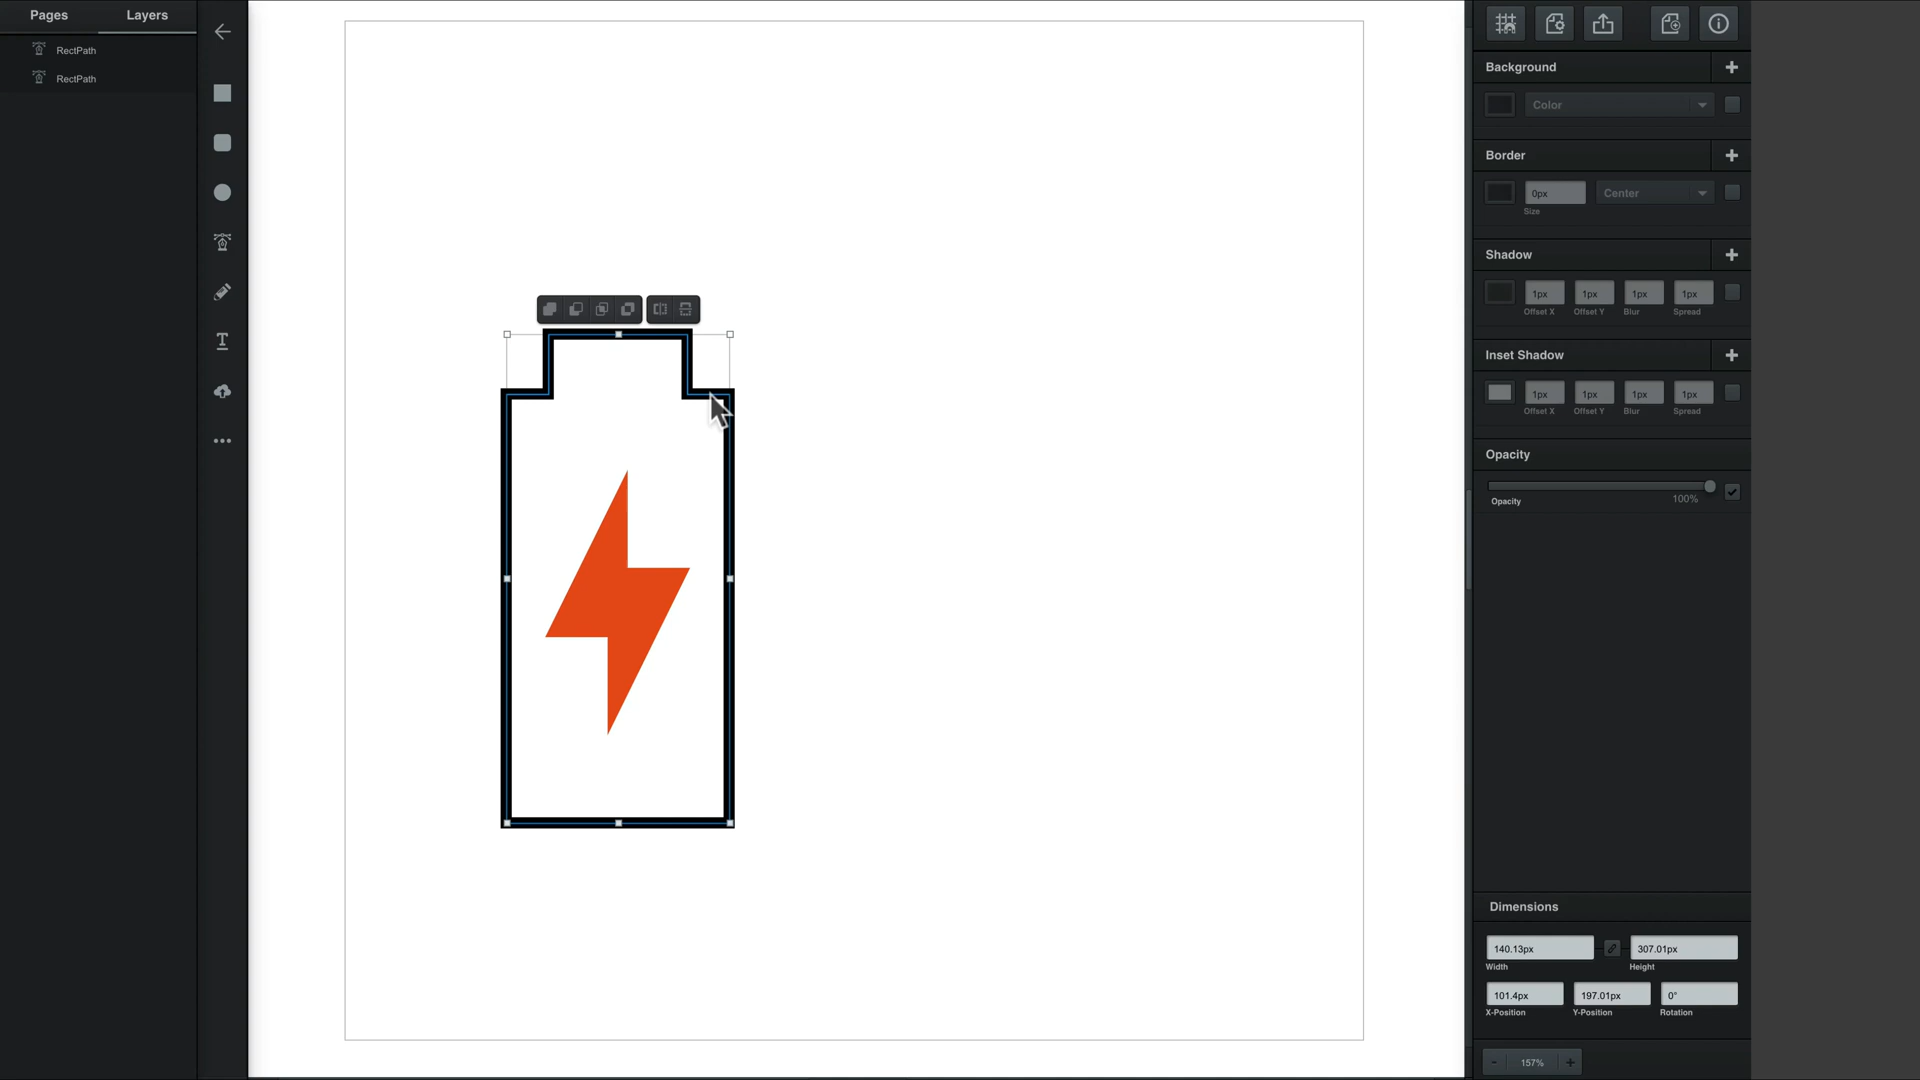 Pages Layers
RectPath
RectPath
Background
Color
Border
0px Center
Size
Shadow
1px 1px 1px 1px
Offset X Offset Y Blur Spread
Inset Shadow
1px 1px 1px 1px
Offset X Offset Y Blur Spread
Opacity
100%
Opacity
Dimensions
140.13px 307.01px
Width Height
101.4px 197.01px 0°
X-Position Y-Position Rotation
- 157% +